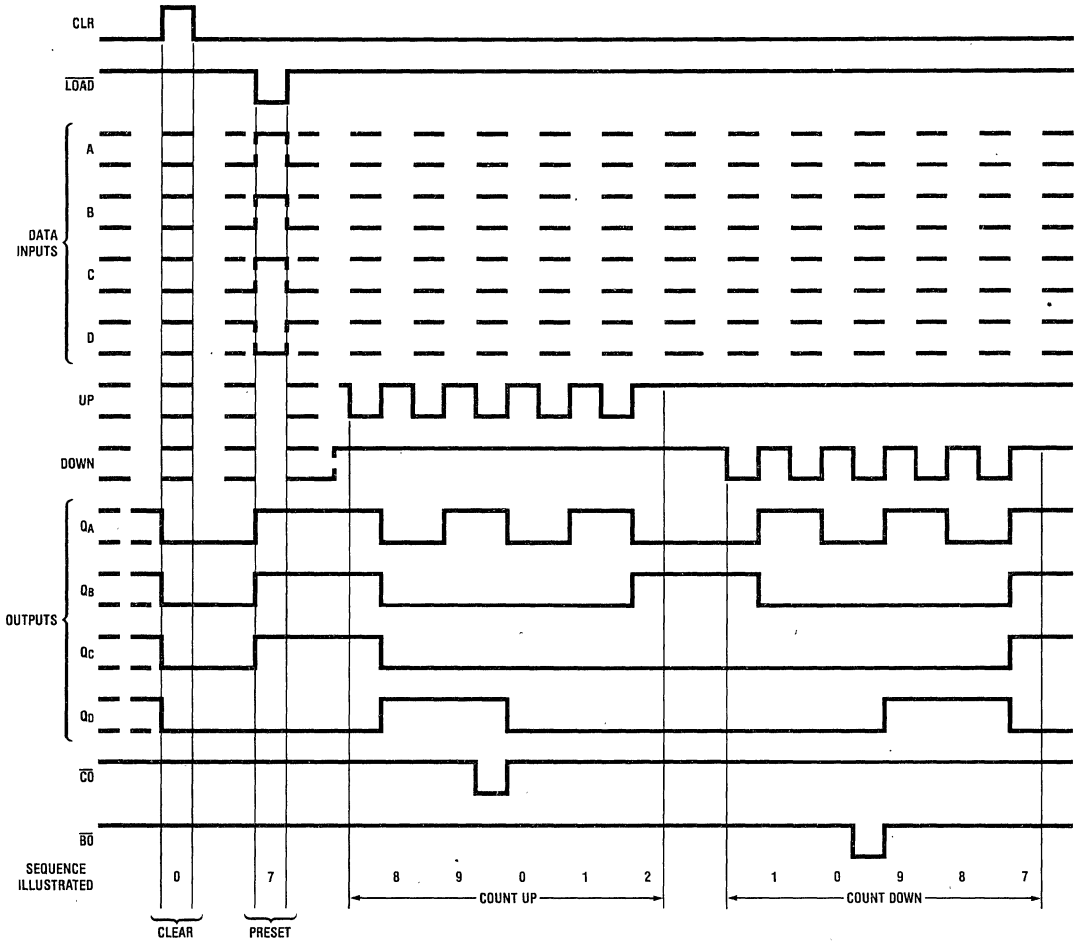 CLR
LOAD
A
B
DATA
INPUTS
C
D
UP
DOWN
QA
QB
OUTPUTS
QC
QD
CO
BO
SEQUENCE
ILLUSTRATED
0 7 8 9 0 1 2 1 0 9 8 7
COUNT UP COUNT DOWN
CLEAR PRESET